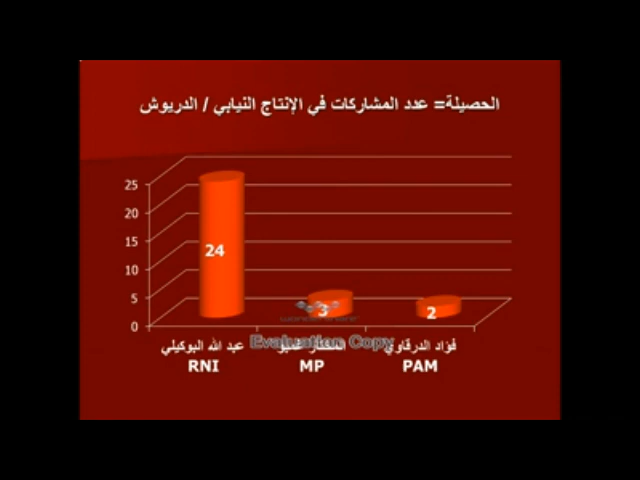 الحصيلة= عدد المشاركات في الإنتاج النيابي / الدريوش
25
20
15
10
5
0
24
3
2
عبد الله البوكيلي
فؤاد الدرقاوي
RNI
MP
PAM
Evaluation Copy